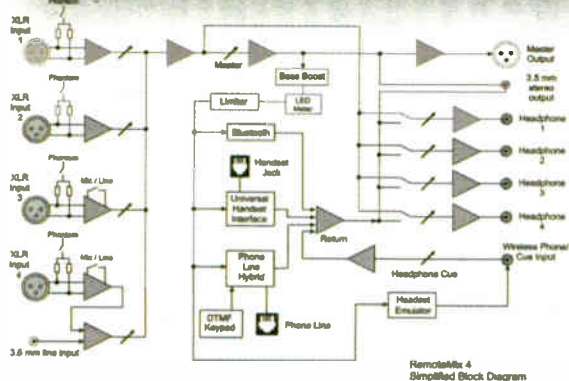 Phantom
XLR
Input
1
Phantom
XLR
Input
2
Phantom
XLR
Input
3
Mic / Line
Phantom
XLR
Input
4
Mic / Line
3.5 mm line input
Master
Bass Boost
Limiter
LED
Meter
Bluetooth
Handset
Jack
Universal
Handset
Interface
Return
Phone
Line
Hybrid
DTMF
Keypad
Phone Line
Headphone Cue
Headset
Emulator
Master
Output
3.5 mm
stereo
output
Headphone
1
Headphone
2
Headphone
3
Headphone
4
Wireless Phone/
Cue Input
RemoteMix 4
Simplified Block Diagram